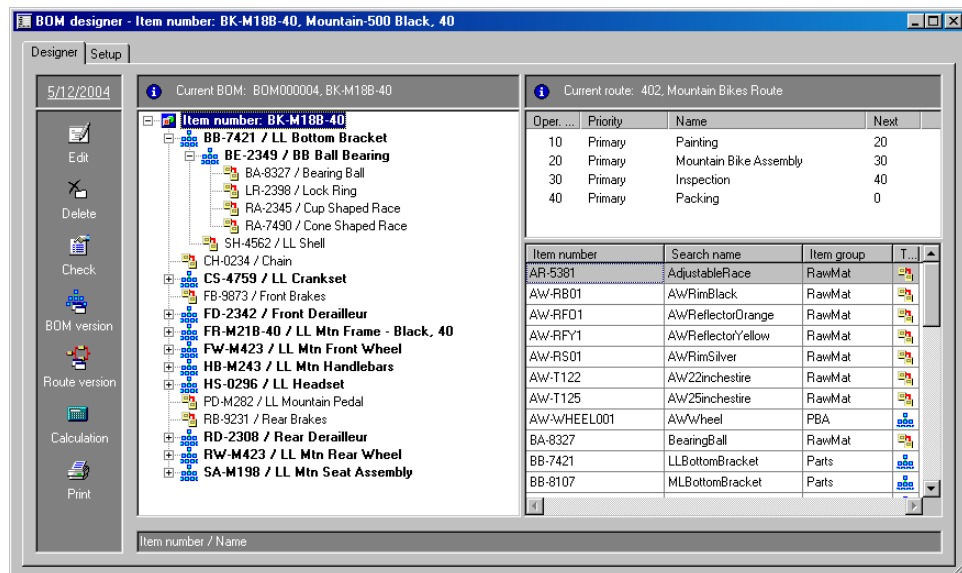 BOM designer - Item number: BK-M18B-40, Mountain-500 Black, 40
Designer Setup
5/12/2004
Edit
Delete
Check
BOM version
Route version
Calculation
Print
Current BOM: BOM000004, BK-M18B-40
Item number: BK-M18B-40
BB-7421 / LL Bottom Bracket
BE-2349 / BB Ball Bearing
BA-8327 / Bearing Ball
LR-2398 / Lock Ring
RA-2345 / Cup Shaped Race
RA-7490 / Cone Shaped Race
SH-4562 / LL Shell
CH-0234 / Chain
CS-4759 / LL Crankset
FB-9873 / Front Brakes
FD-2342 / Front Derailleur
FR-M21B-40 / LL Mtn Frame - Black, 40
FW-M423 / LL Mtn Front Wheel
HB-M243 / LL Mtn Handlebars
HS-0296 / LL Headset
PD-M282 / LL Mountain Pedal
RB-9231 / Rear Brakes
RD-2308 / Rear Derailleur
RW-M423 / LL Mtn Rear Wheel
SA-M198 / LL Mtn Seat Assembly
Current route: 402, Mountain Bikes Route
Oper. ... Priority Name Next
10 Primary Painting 20
20 Primary Mountain Bike Assembly 30
30 Primary Inspection 40
40 Primary Packing 0
Item number Search name Item group T...
AR-5381 AdjustableRace RawMat
AW-RB01 AWRimBlack RawMat
AW-RFO1 AWReflectorOrange RawMat
AW-RFY1 AWReflectorYellow RawMat
AW-RS01 AWRimSilver RawMat
AW-T122 AW22inchestire RawMat
AW-T125 AW25inchestire RawMat
AW-WHEEL001 AWWheel PBA
BA-8327 BearingBall RawMat
BB-7421 LLBottomBracket Parts
BB-8107 MLBottomBracket Parts
Item number / Name